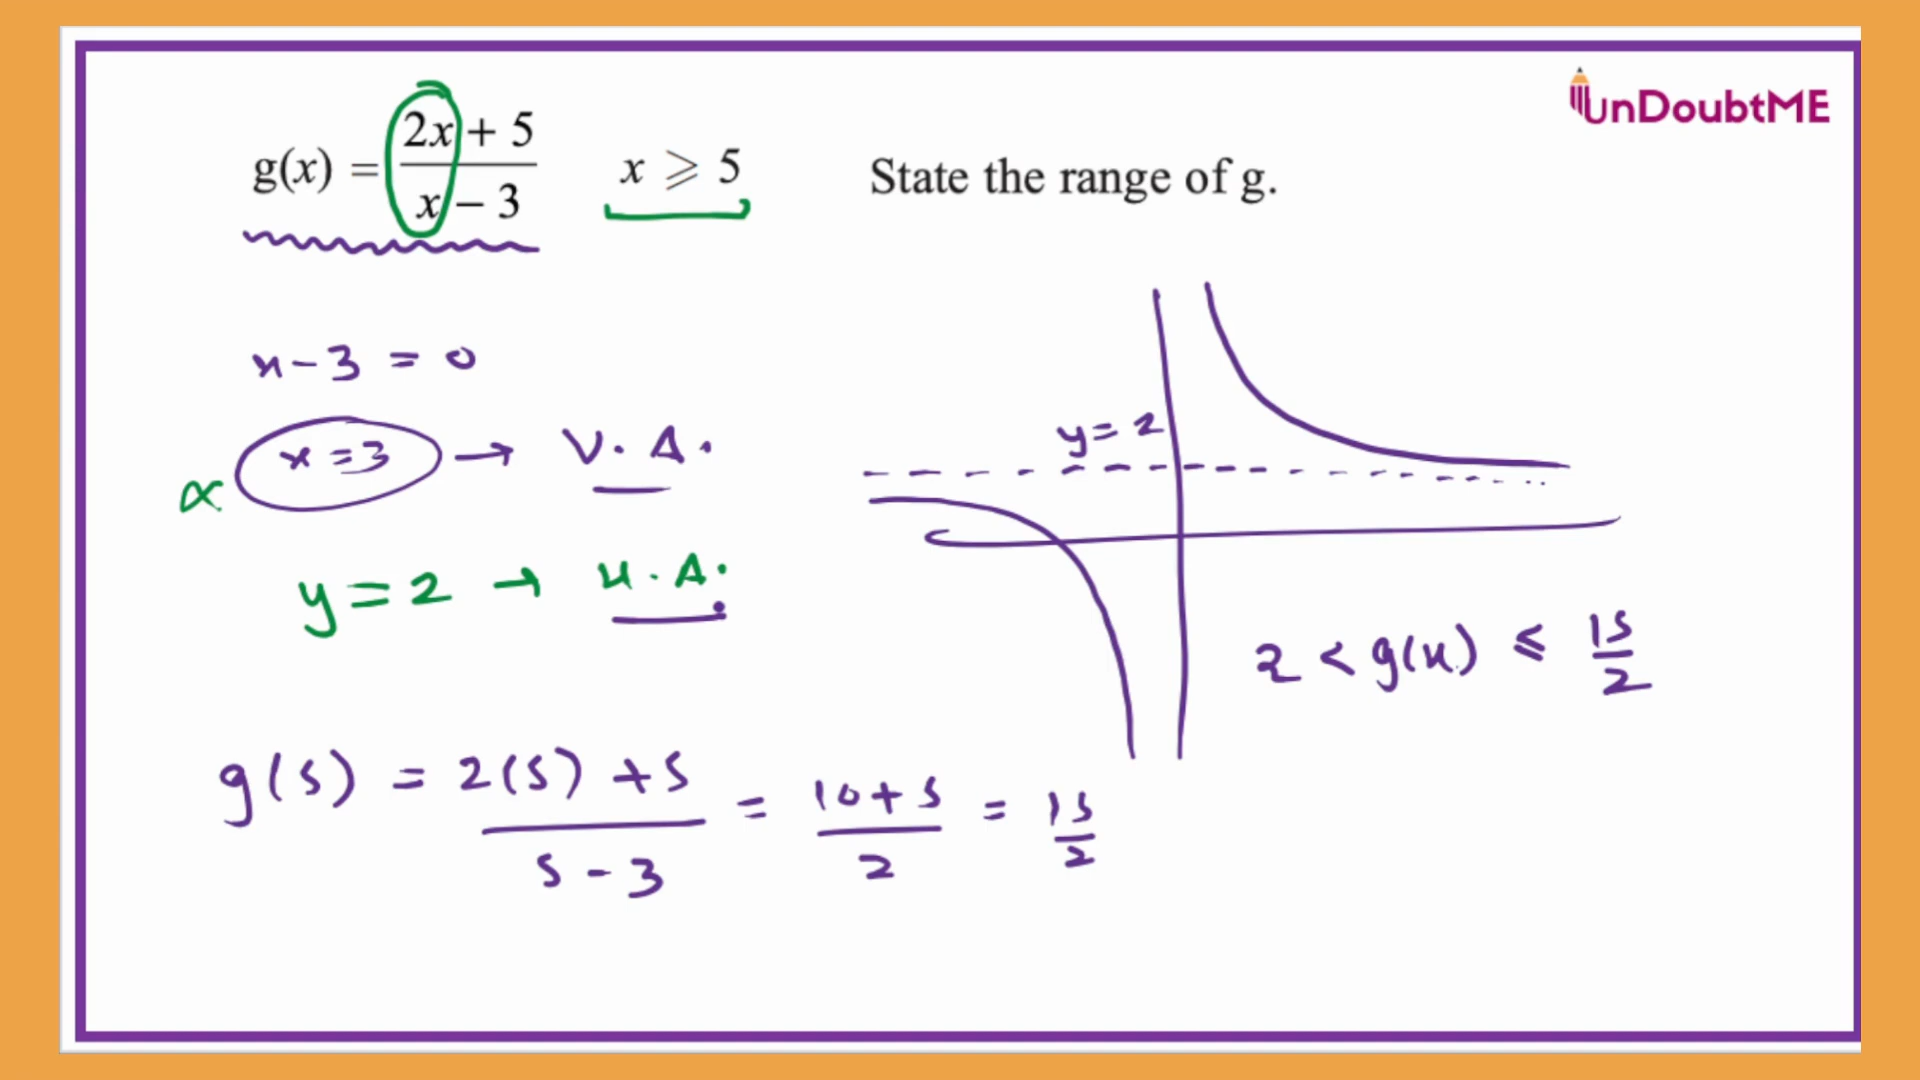 UnDoubtME
g(x) = (2x + 5)/(x − 3) x ⩾ 5 State the range of g.
x - 3 = 0
x = 3 → V. A.
y = 2 → H. A.
y = 2
2 < g(x) ≤ 15/2
g(5) = (2(5) + 5)/(5 - 3) = (10 + 5)/2 = 15/2